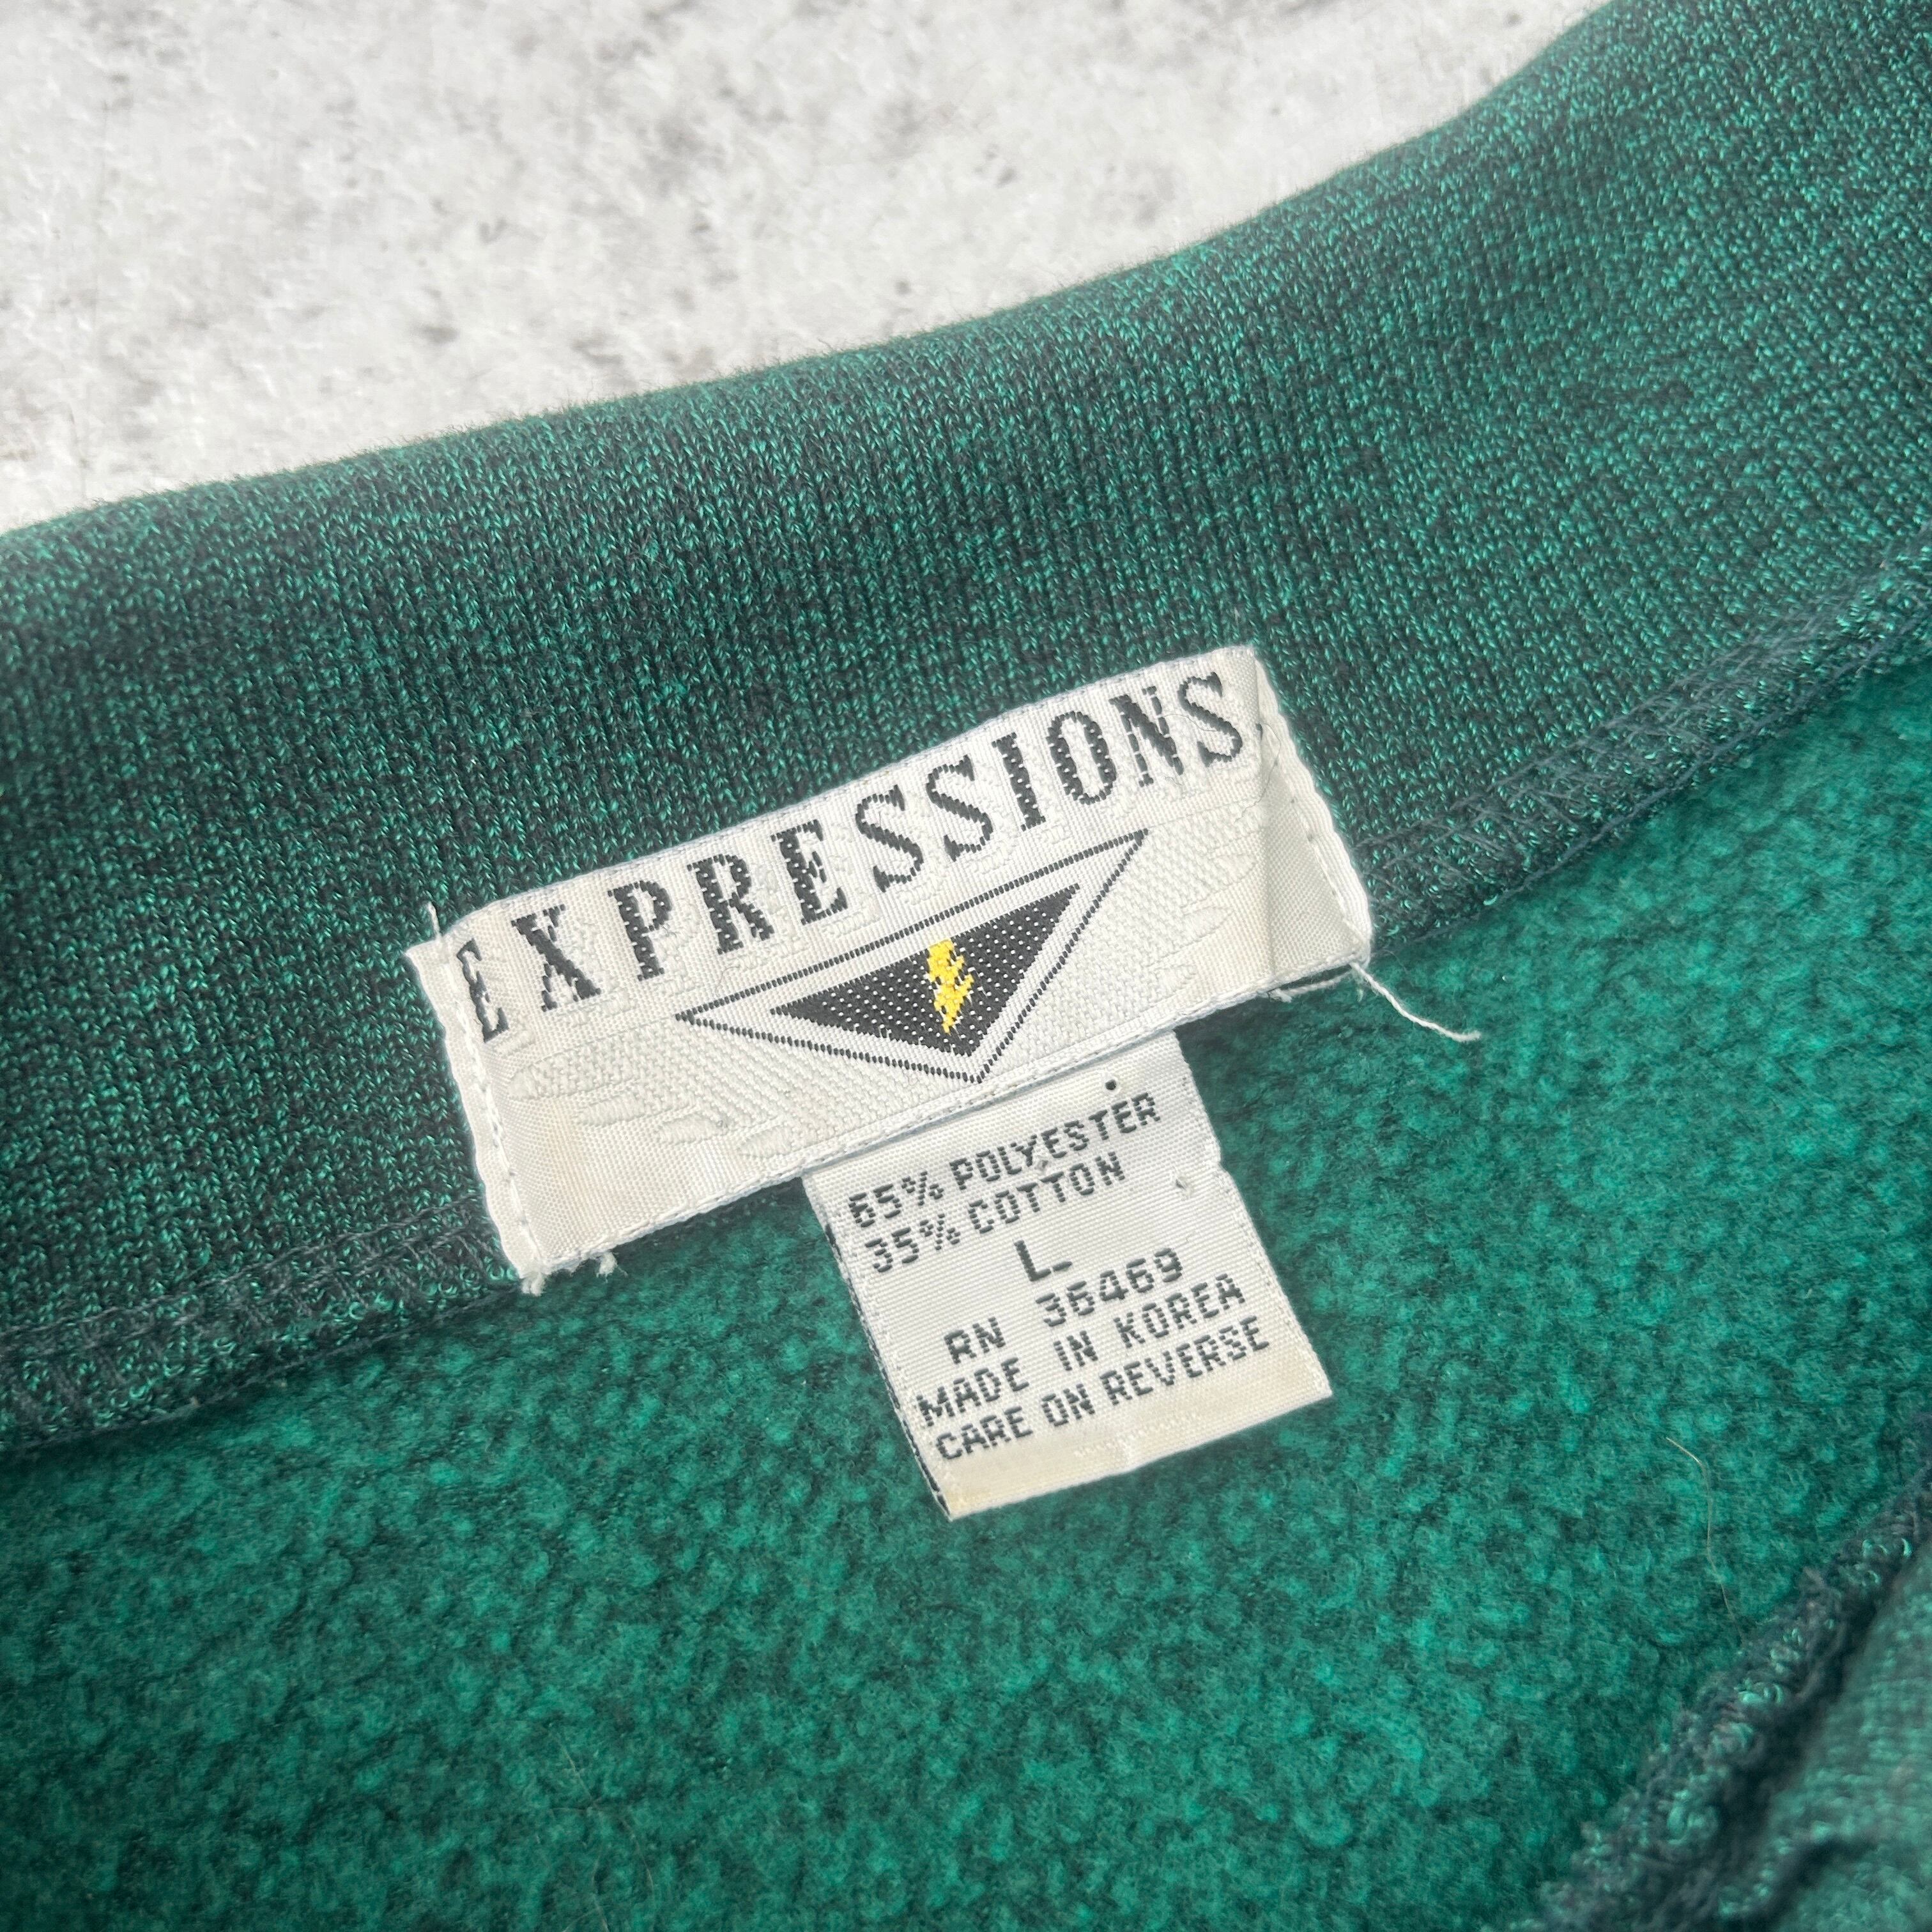 EXPRESSIONS
65% POLYESTER
35% COTTON
L
RN 36469
MADE IN KOREA
CARE ON REVERSE